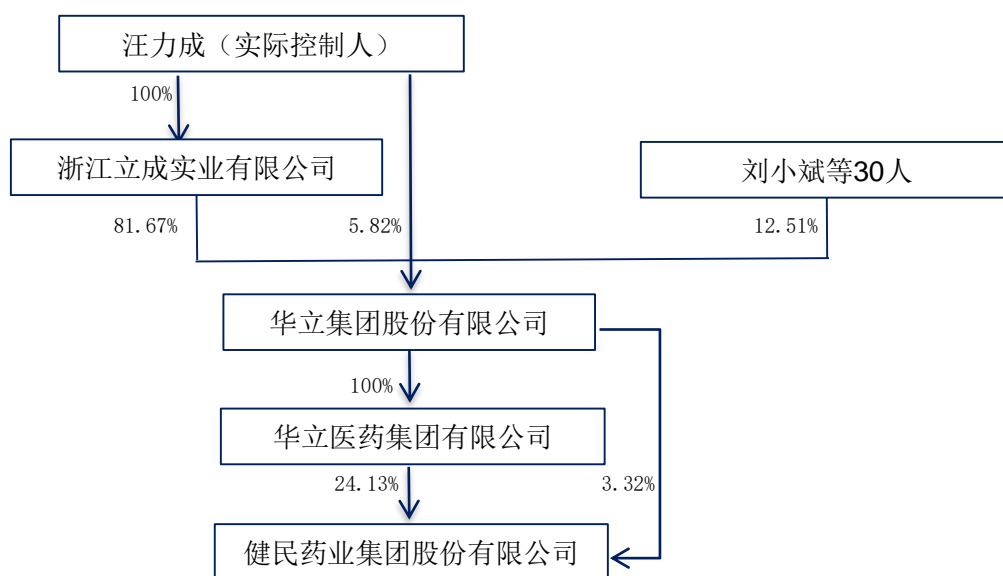 汪力成（实际控制人）
100%
浙江立成实业有限公司
刘小斌等30人
81.67%
5.82%
12.51%
华立集团股份有限公司
100%
华立医药集团有限公司
24.13%
3.32%
健民药业集团股份有限公司